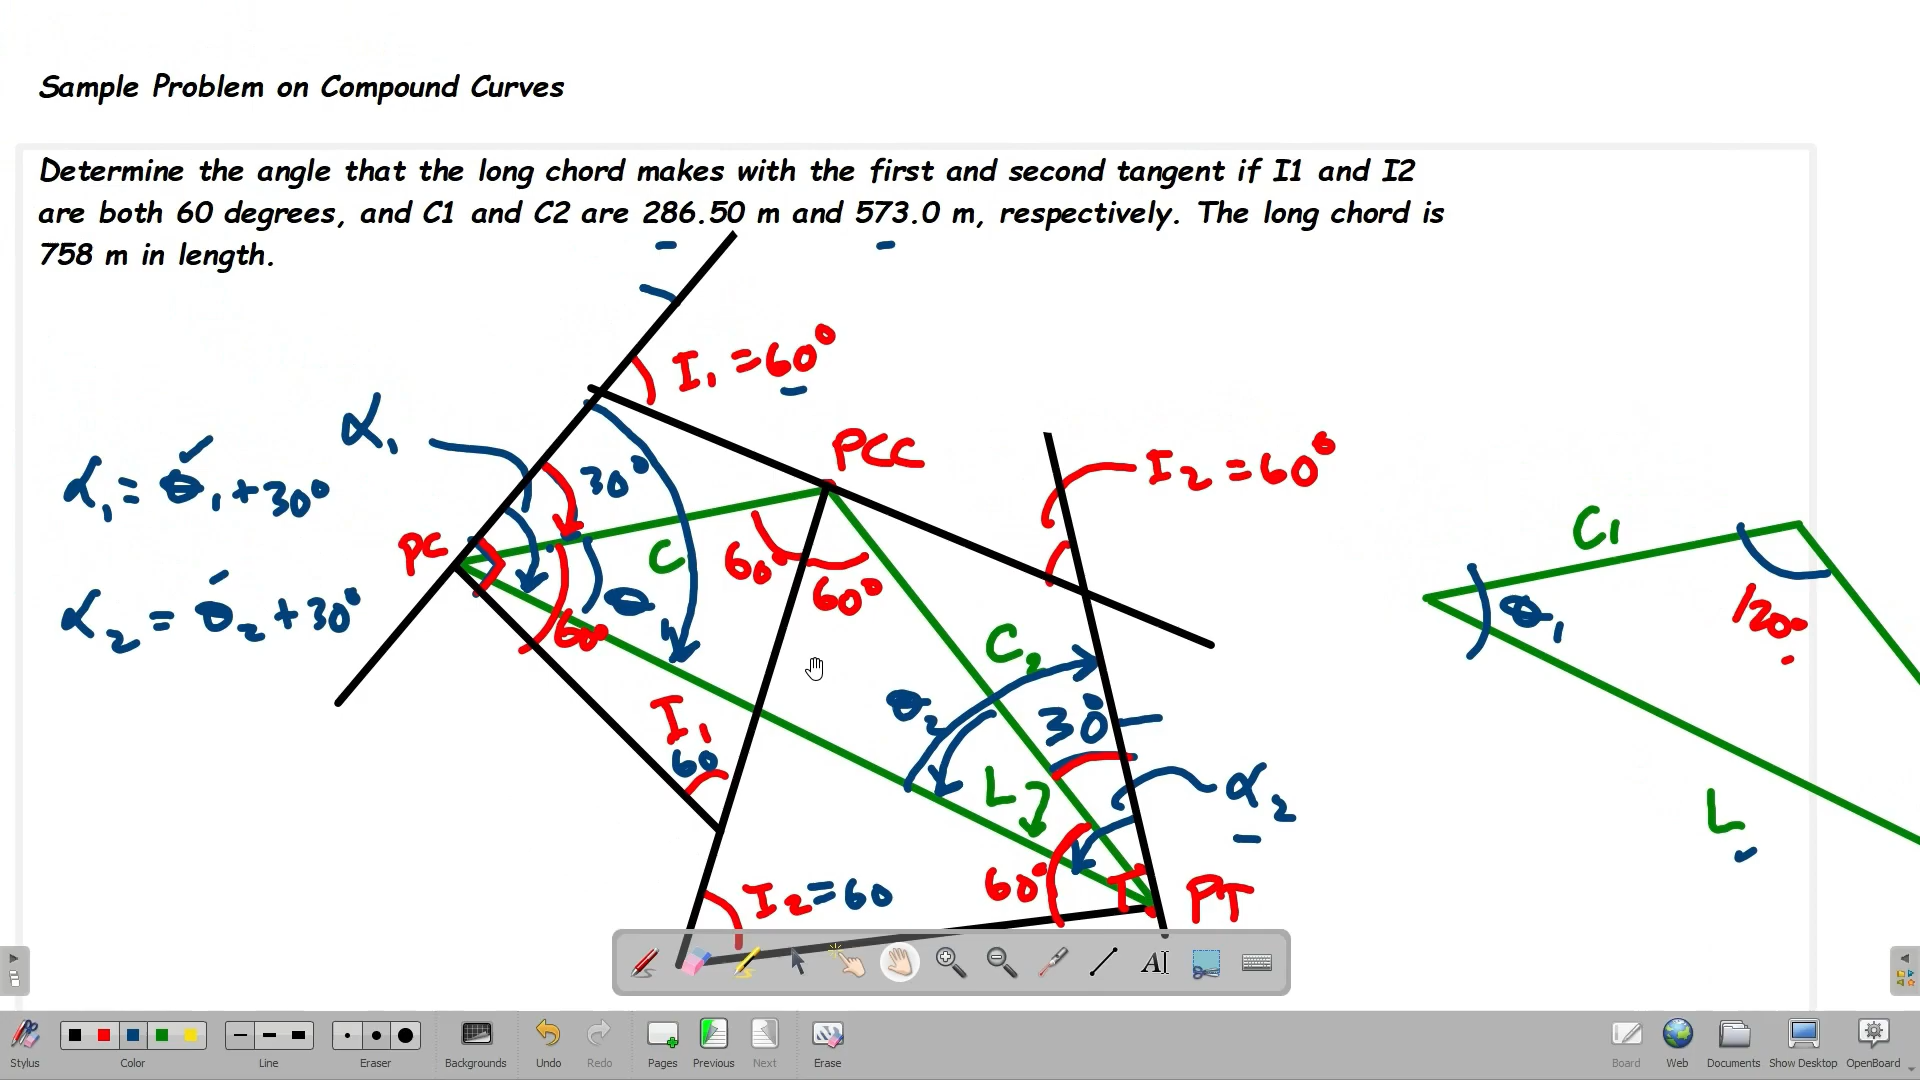 Sample Problem on Compound Curves
Determine the angle that the long chord makes with the first and second tangent if I1 and I2
are both 60 degrees, and C1 and C2 are 286.50 m and 573.0 m, respectively. The long chord is
758 m in length.
I₁ = 60°
α₁
PCC
I₂ = 60°
α₁ = θ₁ + 30°
30°
C₁
PC
C
60°
60°
θ₁
120°
α₂ = θ₂ + 30°
θ
60°
C₂
θ₂
30°
I₁
60
L
α₂
L
I₂ = 60
60°
PT
AI
Stylus
Color
Line
Eraser
Backgrounds
Undo
Redo
Pages
Previous
Next
Erase
Board
Web
Documents
Show Desktop
OpenBoard